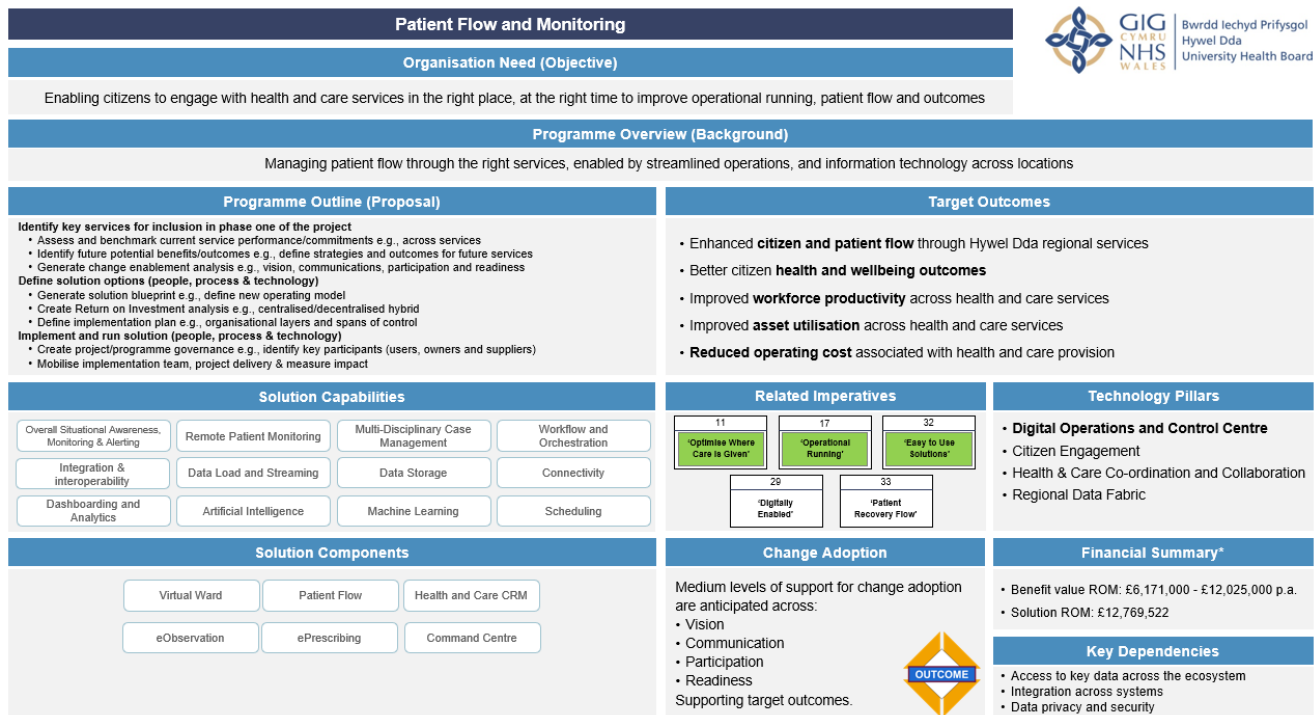 Patient Flow and Monitoring
GIG
CYMRU
NHS
WALES
Bwrdd Iechyd Prifysgol
Hywel Dda
University Health Board
Organisation Need (Objective)
Enabling citizens to engage with health and care services in the right place, at the right time to improve operational running, patient flow and outcomes
Programme Overview (Background)
Managing patient flow through the right services, enabled by streamlined operations, and information technology across locations
Programme Outline (Proposal)
Identify key services for inclusion in phase one of the project
• Assess and benchmark current service performance/commitments e.g., across services
• Identify future potential benefits/outcomes e.g., define strategies and outcomes for future services
• Generate change enablement analysis e.g., vision, communications, participation and readiness
Define solution options (people, process & technology)
• Generate solution blueprint e.g., define new operating model
• Create Return on Investment analysis e.g., centralised/decentralised hybrid
• Define implementation plan e.g., organisational layers and spans of control
Implement and run solution (people, process & technology)
• Create project/programme governance e.g., identify key participants (users, owners and suppliers)
• Mobilise implementation team, project delivery & measure impact
Target Outcomes
• Enhanced citizen and patient flow through Hywel Dda regional services
• Better citizen health and wellbeing outcomes
• Improved workforce productivity across health and care services
• Improved asset utilisation across health and care services
• Reduced operating cost associated with health and care provision
Solution Capabilities
Overall Situational Awareness,
Monitoring & Alerting
Remote Patient Monitoring
Multi-Disciplinary Case
Management
Workflow and
Orchestration
Integration &
interoperability
Data Load and Streaming
Data Storage
Connectivity
Dashboarding and
Analytics
Artificial Intelligence
Machine Learning
Scheduling
Related Imperatives
11
'Optimise Where
Care is Given'
17
'Operational
Running'
32
'Easy to Use
Solutions'
29
'Digitally
Enabled'
33
'Patient
Recovery Flow'
Technology Pillars
• Digital Operations and Control Centre
• Citizen Engagement
• Health & Care Co-ordination and Collaboration
• Regional Data Fabric
Solution Components
Virtual Ward
Patient Flow
Health and Care CRM
eObservation
ePrescribing
Command Centre
Change Adoption
Medium levels of support for change adoption
are anticipated across:
• Vision
• Communication
• Participation
• Readiness
Supporting target outcomes.
OUTCOME
Financial Summary*
• Benefit value ROM: £6,171,000 - £12,025,000 p.a.
• Solution ROM: £12,769,522
Key Dependencies
• Access to key data across the ecosystem
• Integration across systems
• Data privacy and security